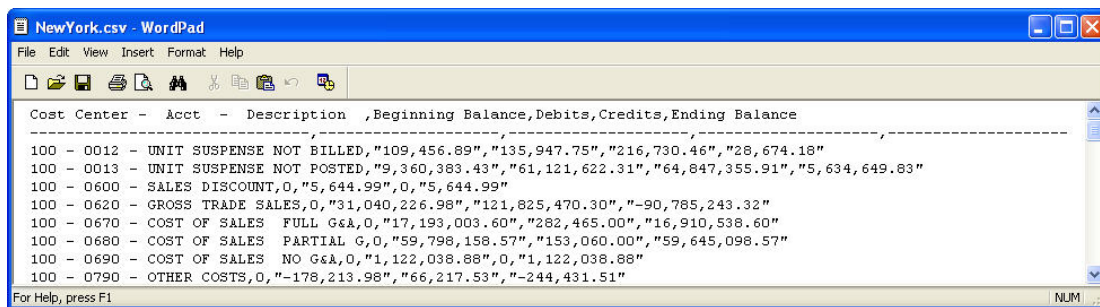 NewYork.csv - WordPad
File Edit View Insert Format Help
Cost Center - Acct - Description ,Beginning Balance,Debits,Credits,Ending Balance
-------------------------------,--------------------,--------------------,--------------------,--------------------
100 - 0012 - UNIT SUSPENSE NOT BILLED,"109,456.89","135,947.75","216,730.46","28,674.18"
100 - 0013 - UNIT SUSPENSE NOT POSTED,"9,360,383.43","61,121,622.31","64,847,355.91","5,634,649.83"
100 - 0600 - SALES DISCOUNT,0,"5,644.99",0,"5,644.99"
100 - 0620 - GROSS TRADE SALES,0,"31,040,226.98","121,825,470.30","-90,785,243.32"
100 - 0670 - COST OF SALES  FULL G&A,0,"17,193,003.60","282,465.00","16,910,538.60"
100 - 0680 - COST OF SALES  PARTIAL G,0,"59,798,158.57","153,060.00","59,645,098.57"
100 - 0690 - COST OF SALES  NO G&A,0,"1,122,038.88",0,"1,122,038.88"
100 - 0790 - OTHER COSTS,0,"-178,213.98","66,217.53","-244,431.51"
For Help, press F1 NUM